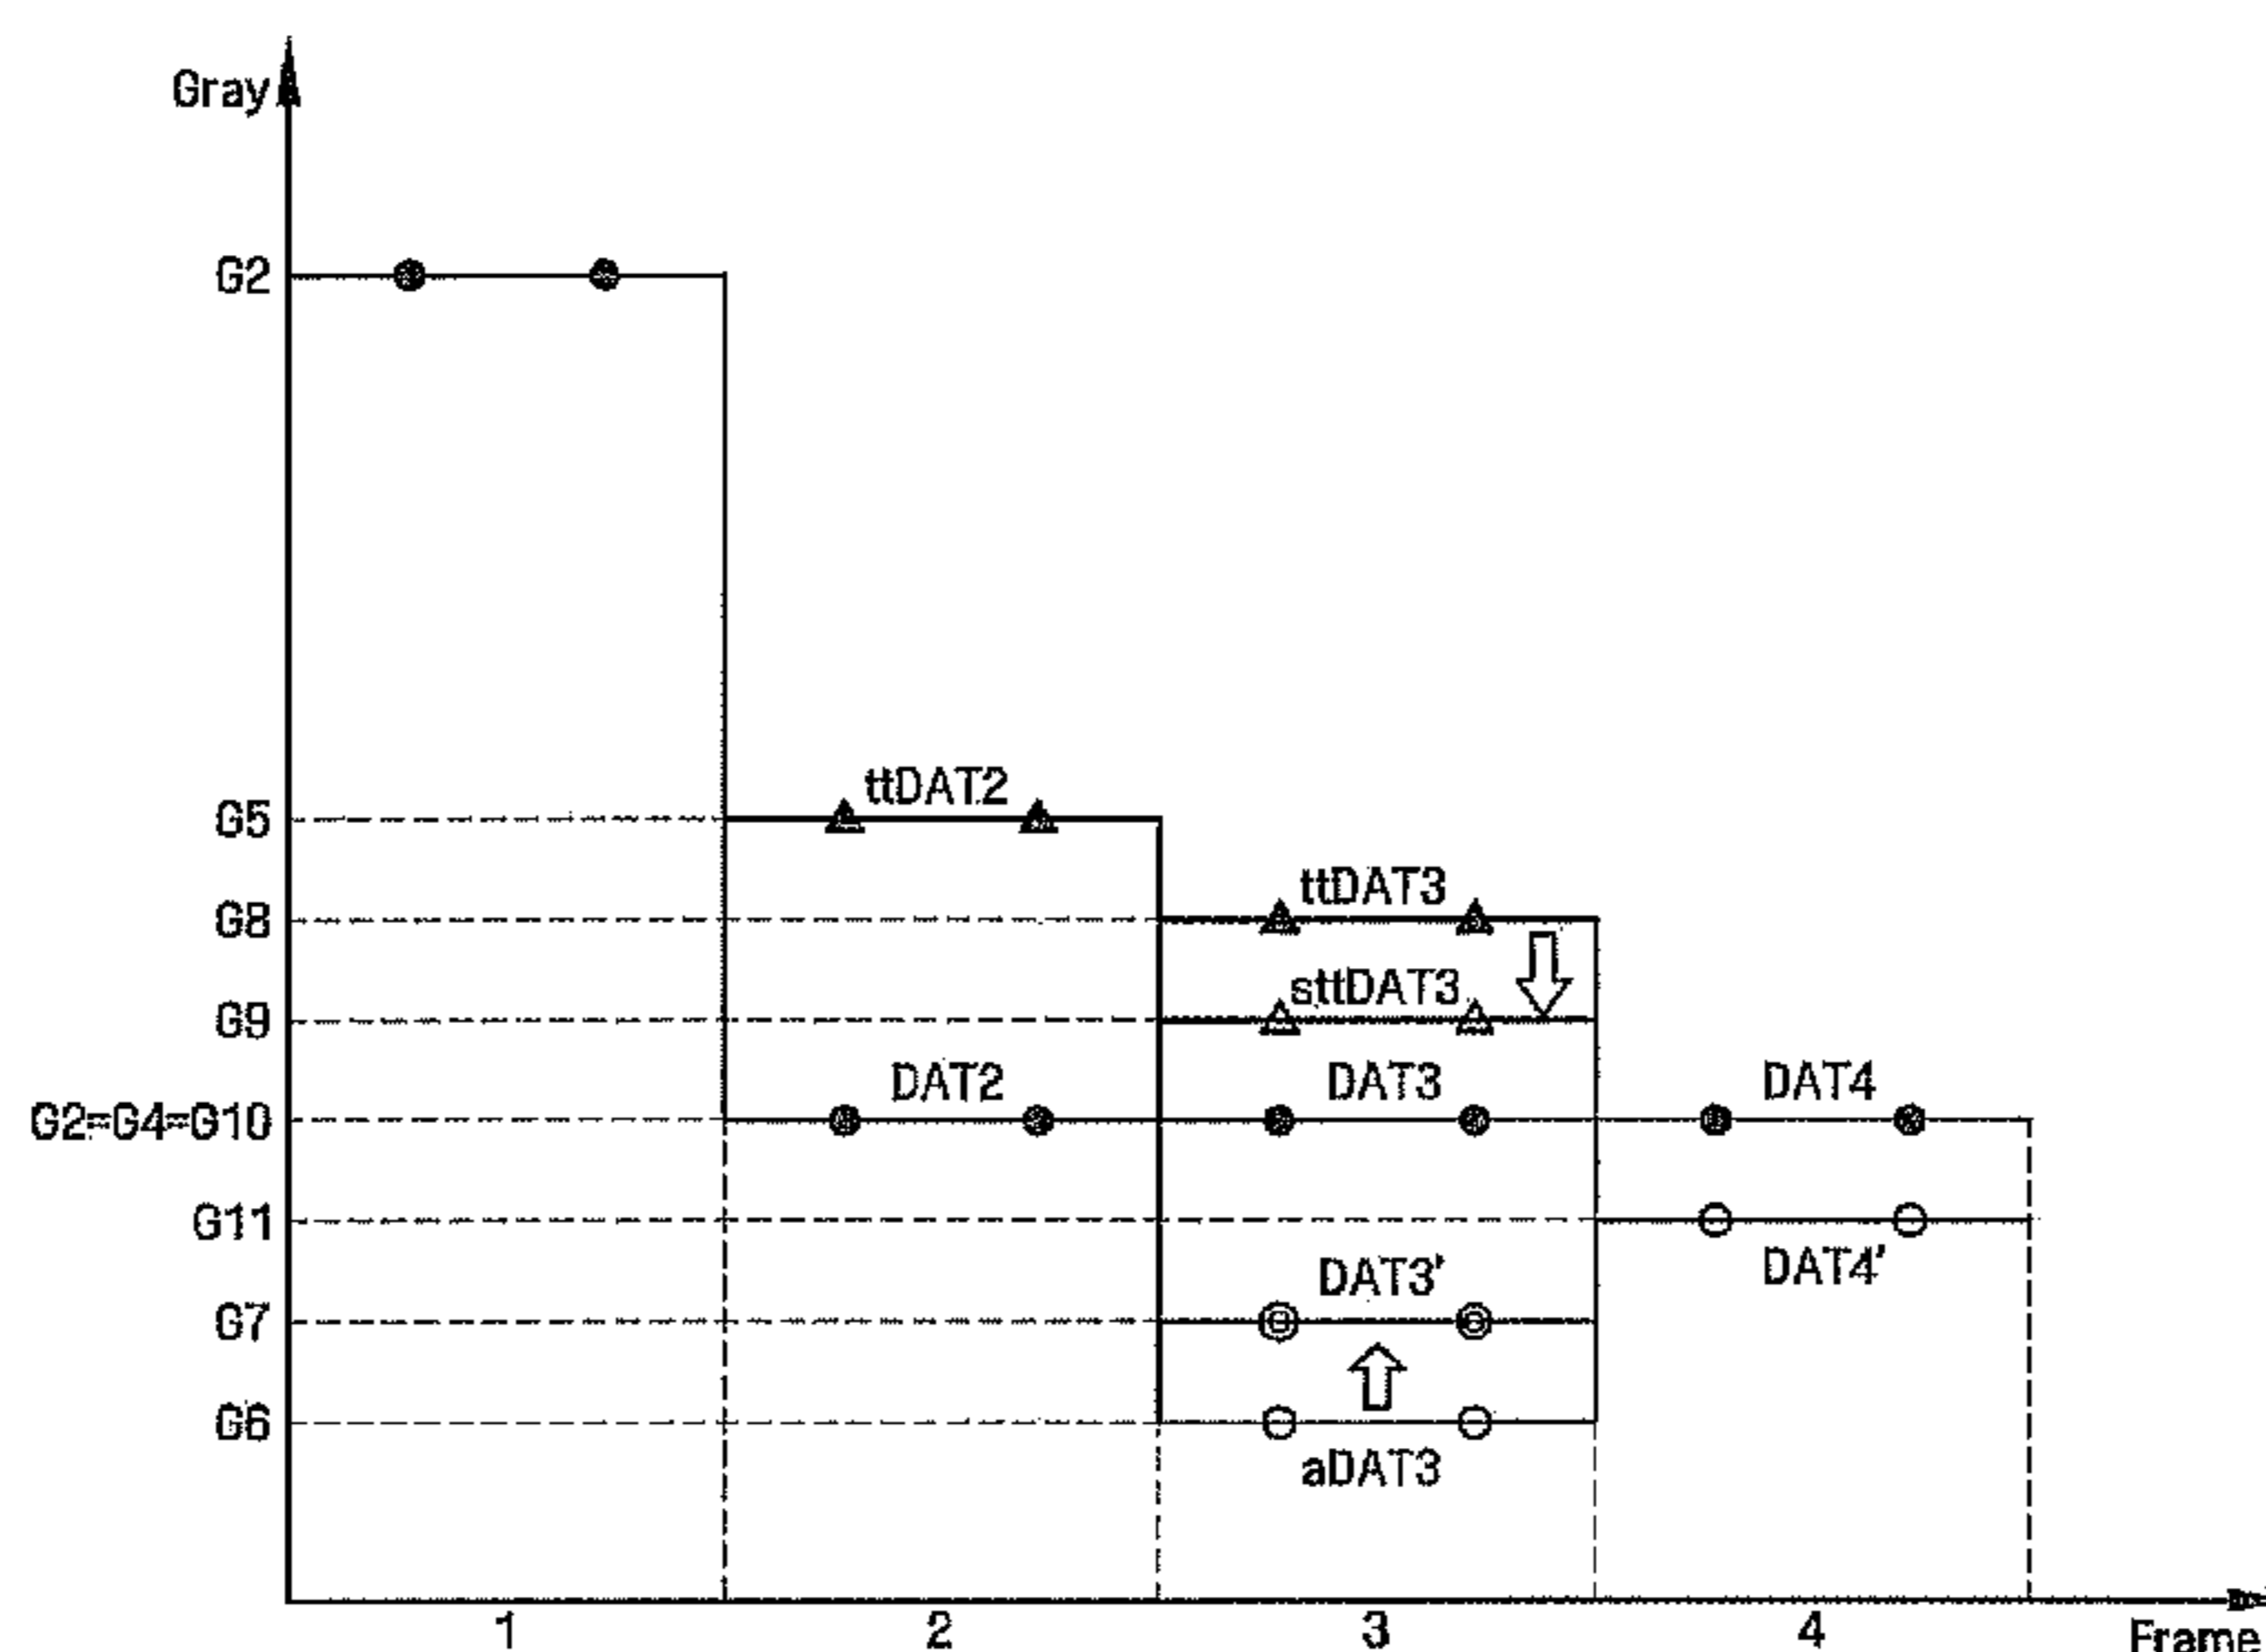 Gray
G2
ttDAT2
G5
ttDAT3
G8
sttDAT3
G9
DAT2 DAT3 DAT4
G2=G4=G10
G11
DAT3' DAT4'
G7
G6
aDAT3
1 2 3 4 Frame